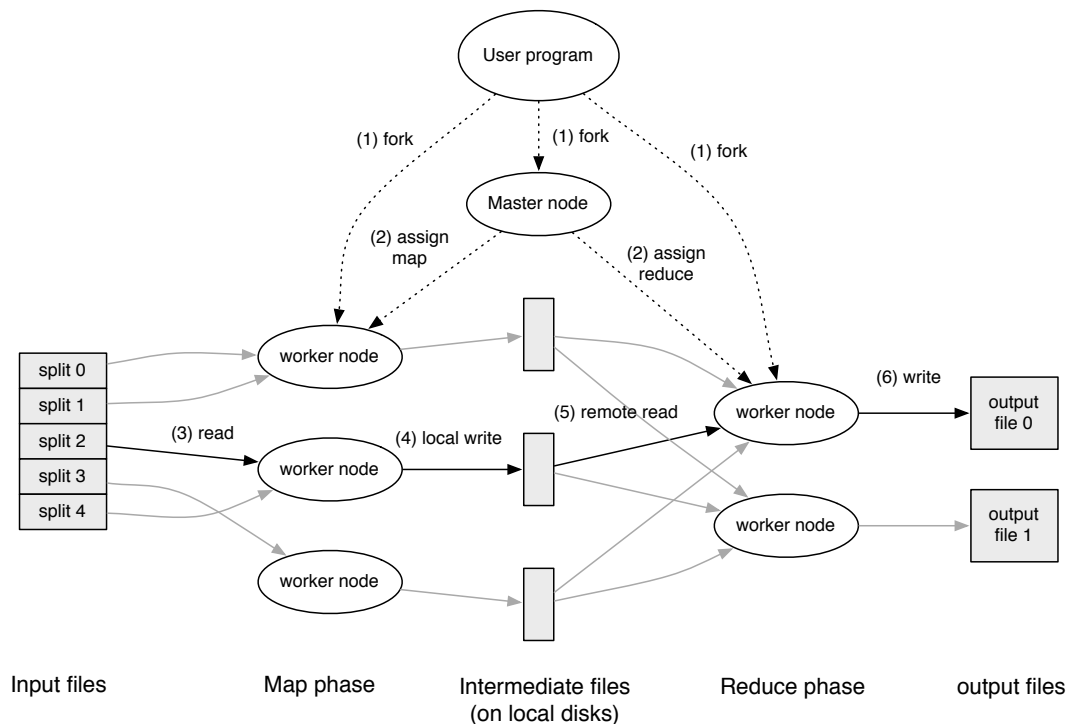 User program
(1) fork
(1) fork
(1) fork
Master node
(2) assign
map
(2) assign
reduce
worker node
split 0
split 1
split 2
split 3
split 4
(3) read
worker node
(4) local write
worker node
(5) remote read
worker node
(6) write
output
file 0
worker node
output
file 1
Input files
Map phase
Intermediate files
(on local disks)
Reduce phase
output files